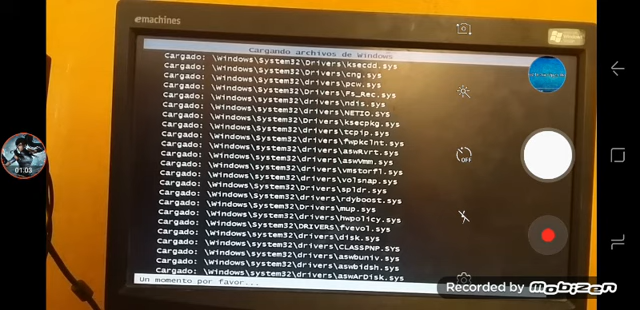 emachines
Windows
Cargando archivos de Windows
Cargado: \Windows\System32\Drivers\ksecdd.sys
Cargado: \Windows\System32\Drivers\cng.sys
Cargado: \Windows\System32\drivers\pcw.sys
Cargado: \Windows\System32\Drivers\Fs_Rec.sys
Cargado: \Windows\system32\drivers\ndis.sys
Cargado: \Windows\system32\drivers\NETIO.SYS
Cargado: \Windows\System32\Drivers\ksecpkg.sys
Cargado: \Windows\System32\drivers\tcpip.sys
Cargado: \Windows\System32\drivers\fwpkclnt.sys
Cargado: \Windows\system32\drivers\aswRvrt.sys
Cargado: \Windows\system32\drivers\aswVmm.sys
Cargado: \Windows\system32\drivers\vmstorfl.sys
Cargado: \Windows\system32\drivers\volsnap.sys
Cargado: \Windows\System32\Drivers\spldr.sys
Cargado: \Windows\System32\drivers\rdyboost.sys
Cargado: \Windows\System32\Drivers\mup.sys
Cargado: \Windows\System32\drivers\hwpolicy.sys
Cargado: \Windows\System32\DRIVERS\fvevol.sys
Cargado: \Windows\system32\drivers\disk.sys
Cargado: \Windows\system32\drivers\CLASSPNP.SYS
Cargado: \Windows\system32\drivers\aswbuniv.sys
Cargado: \Windows\system32\drivers\aswbidsh.sys
Cargado: \Windows\system32\drivers\aswArDisk.sys
Un momento por favor...
01:03
OFF
Recorded by Mobizen